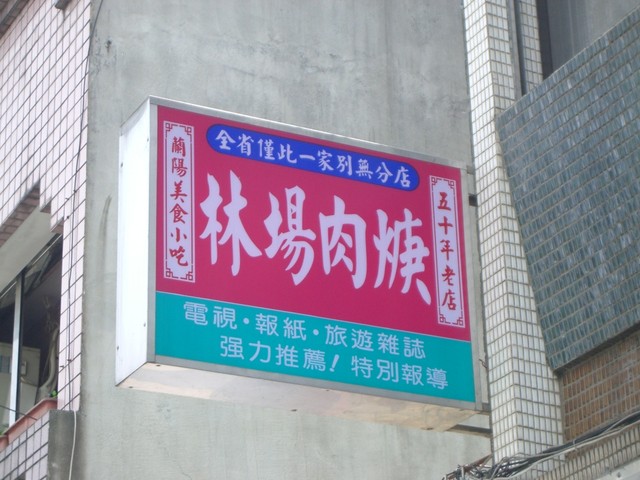 全省僅此一家別無分店
蘭陽美食小吃
林場肉焿
五十年老店
電視·報紙·旅遊雜誌
强力推薦!特別報導